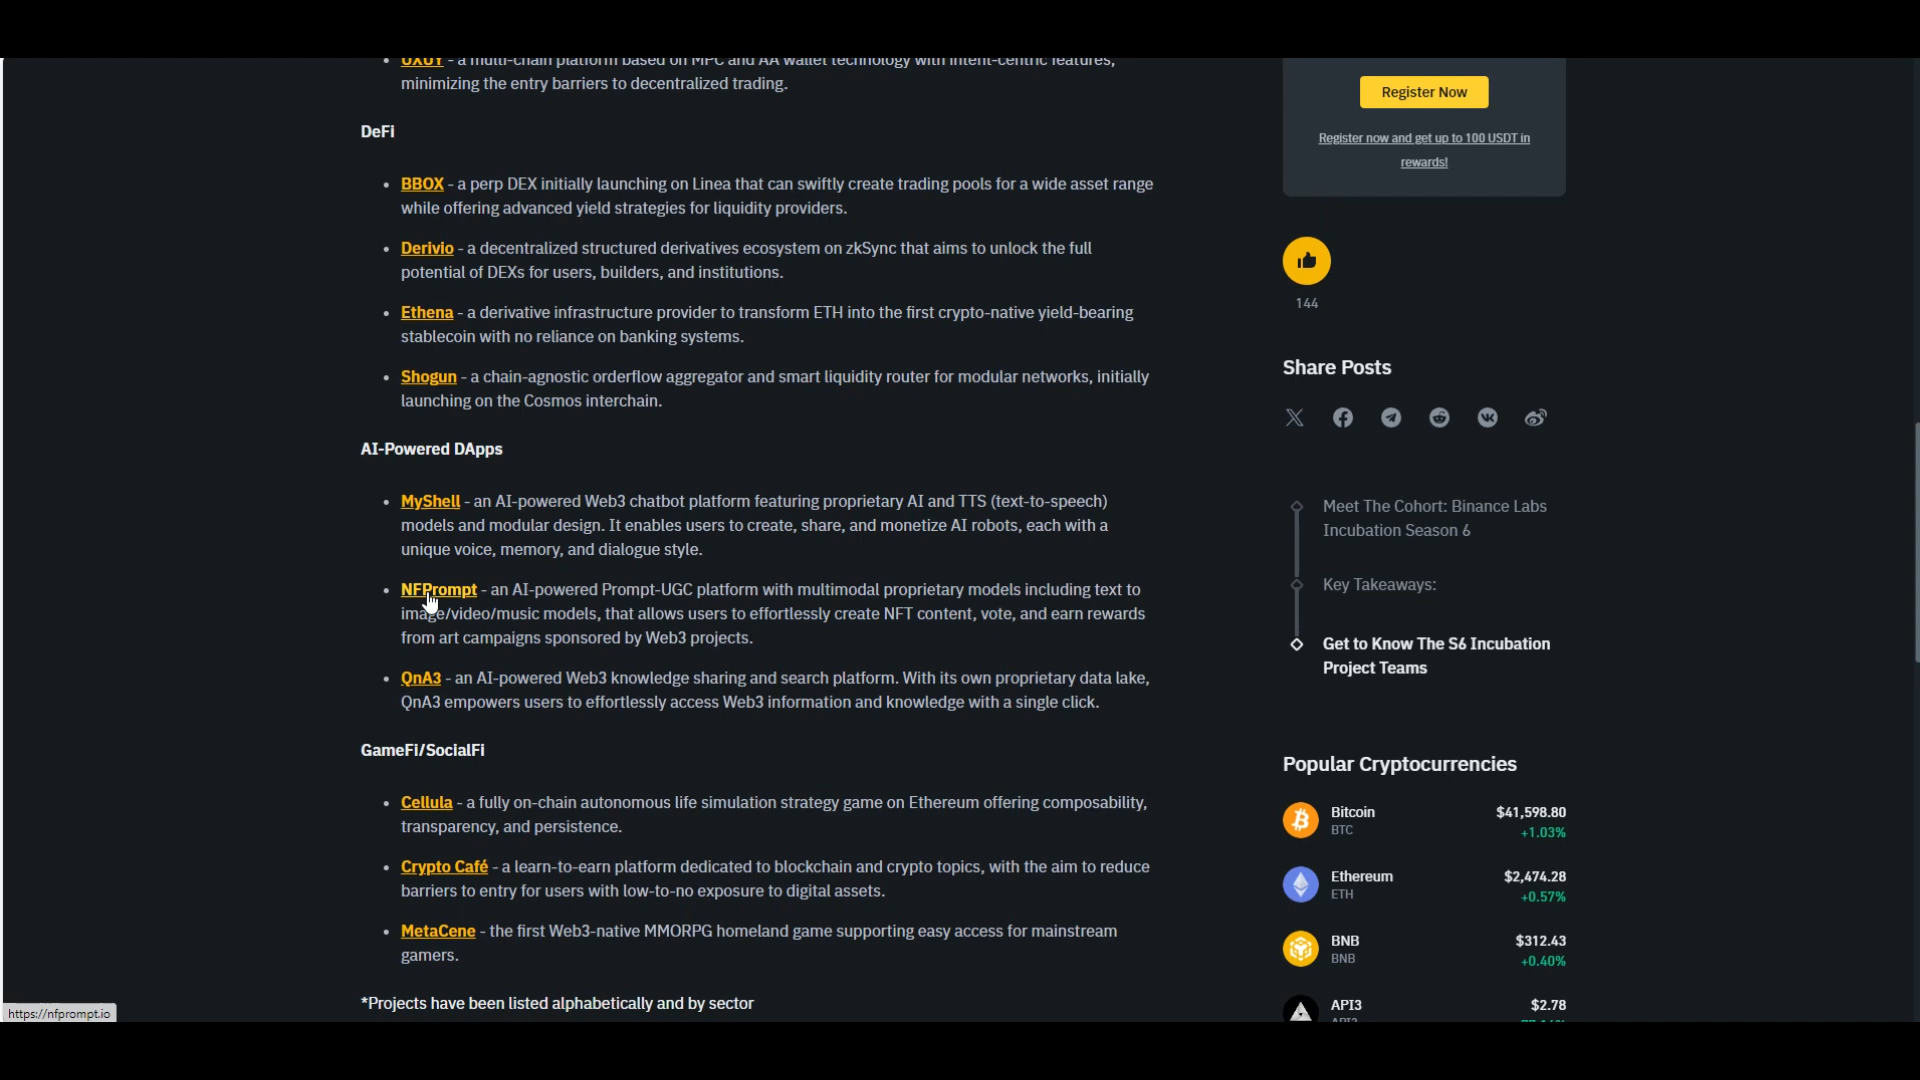 UXUY - a multi-chain platform based on MPC and AA wallet technology with intent-centric features,
minimizing the entry barriers to decentralized trading.
DeFi
• BBOX - a perp DEX initially launching on Linea that can swiftly create trading pools for a wide asset range
while offering advanced yield strategies for liquidity providers.
• Derivio - a decentralized structured derivatives ecosystem on zkSync that aims to unlock the full
potential of DEXs for users, builders, and institutions.
• Ethena - a derivative infrastructure provider to transform ETH into the first crypto-native yield-bearing
stablecoin with no reliance on banking systems.
• Shogun - a chain-agnostic orderflow aggregator and smart liquidity router for modular networks, initially
launching on the Cosmos interchain.
AI-Powered DApps
• MyShell - an AI-powered Web3 chatbot platform featuring proprietary AI and TTS (text-to-speech)
models and modular design. It enables users to create, share, and monetize AI robots, each with a
unique voice, memory, and dialogue style.
• NFPrompt - an AI-powered Prompt-UGC platform with multimodal proprietary models including text to
image/video/music models, that allows users to effortlessly create NFT content, vote, and earn rewards
from art campaigns sponsored by Web3 projects.
• QnA3 - an AI-powered Web3 knowledge sharing and search platform. With its own proprietary data lake,
QnA3 empowers users to effortlessly access Web3 information and knowledge with a single click.
GameFi/SocialFi
• Cellula - a fully on-chain autonomous life simulation strategy game on Ethereum offering composability,
transparency, and persistence.
• Crypto Café - a learn-to-earn platform dedicated to blockchain and crypto topics, with the aim to reduce
barriers to entry for users with low-to-no exposure to digital assets.
• MetaCene - the first Web3-native MMORPG homeland game supporting easy access for mainstream
gamers.
*Projects have been listed alphabetically and by sector
https://nfprompt.io
Register Now
Register now and get up to 100 USDT in
rewards!
144
Share Posts
Meet The Cohort: Binance Labs
Incubation Season 6
Key Takeaways:
Get to Know The S6 Incubation
Project Teams
Popular Cryptocurrencies
Bitcoin $41,598.80
BTC +1.03%
Ethereum $2,474.28
ETH +0.57%
BNB $312.43
BNB +0.40%
API3 $2.78
API3